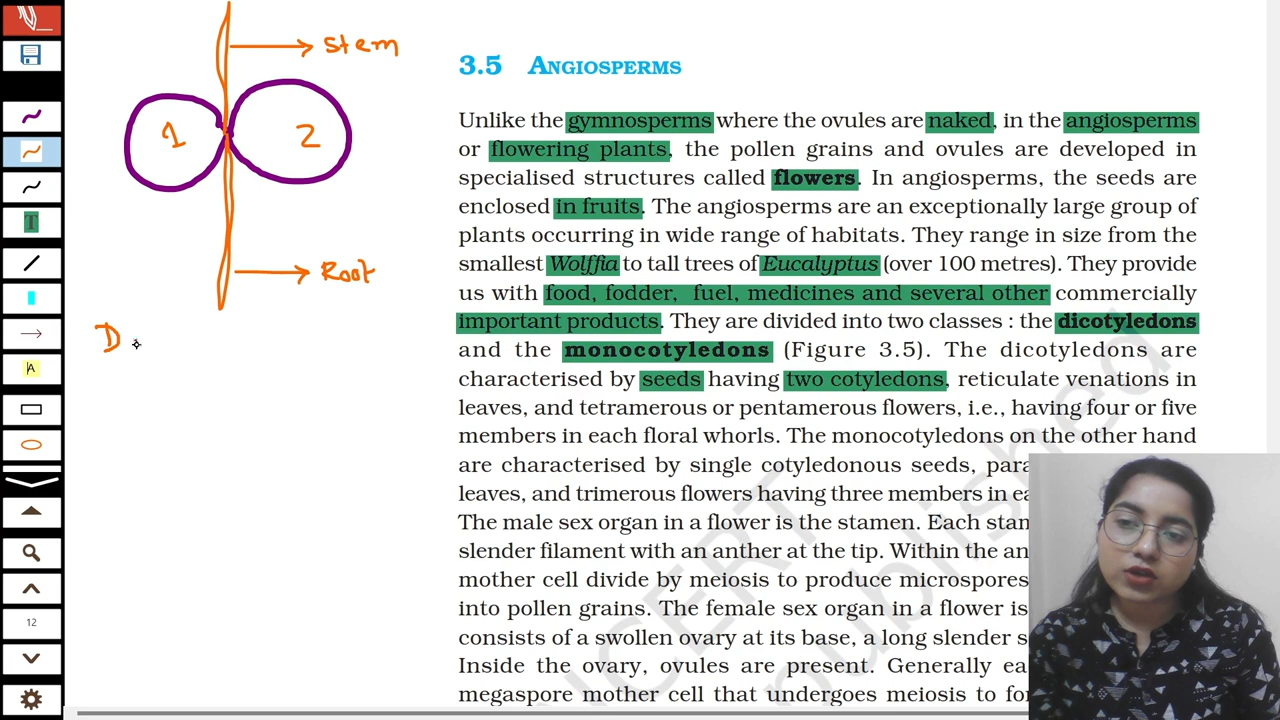 Stem
1 2
Root
D
T
A
12
3.5 ANGIOSPERMS
Unlike the gymnosperms where the ovules are naked, in the angiosperms
or flowering plants, the pollen grains and ovules are developed in
specialised structures called flowers. In angiosperms, the seeds are
enclosed in fruits. The angiosperms are an exceptionally large group of
plants occurring in wide range of habitats. They range in size from the
smallest Wolffia to tall trees of Eucalyptus (over 100 metres). They provide
us with food, fodder, fuel, medicines and several other commercially
important products. They are divided into two classes : the dicotyledons
and the monocotyledons (Figure 3.5). The dicotyledons are
characterised by seeds having two cotyledons, reticulate venations in
leaves, and tetramerous or pentamerous flowers, i.e., having four or five
members in each floral whorls. The monocotyledons on the other hand
are characterised by single cotyledonous seeds, para
leaves, and trimerous flowers having three members in ea
The male sex organ in a flower is the stamen. Each stam
slender filament with an anther at the tip. Within the an
mother cell divide by meiosis to produce microspores
into pollen grains. The female sex organ in a flower is
consists of a swollen ovary at its base, a long slender s
Inside the ovary, ovules are present. Generally ea
megaspore mother cell that undergoes meiosis to for